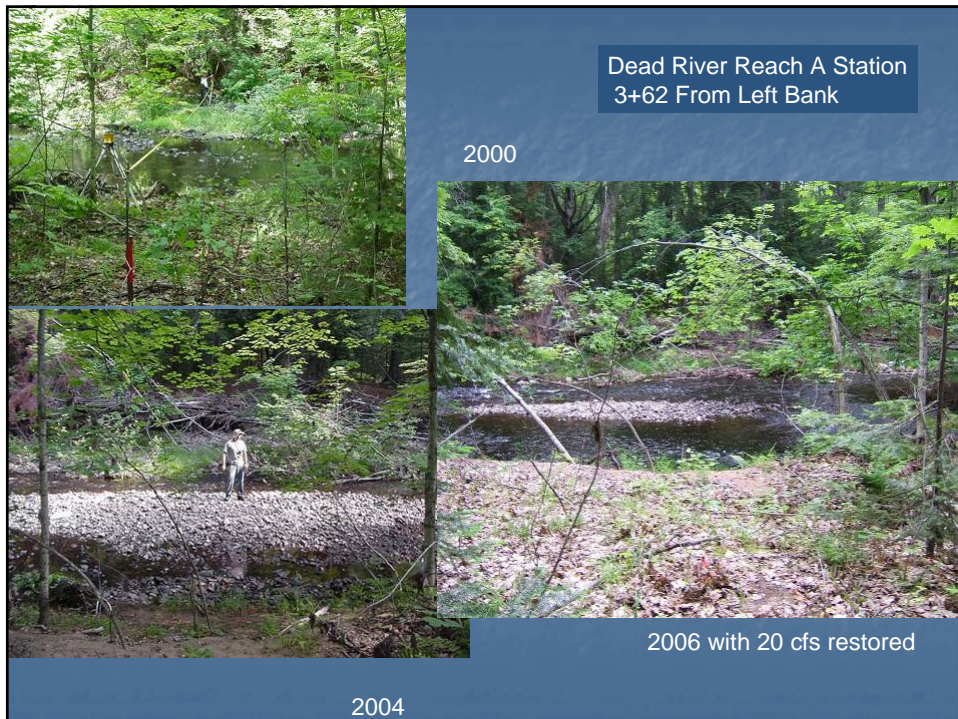 Dead River Reach A Station
3+62 From Left Bank
2000
2006 with 20 cfs restored
2004